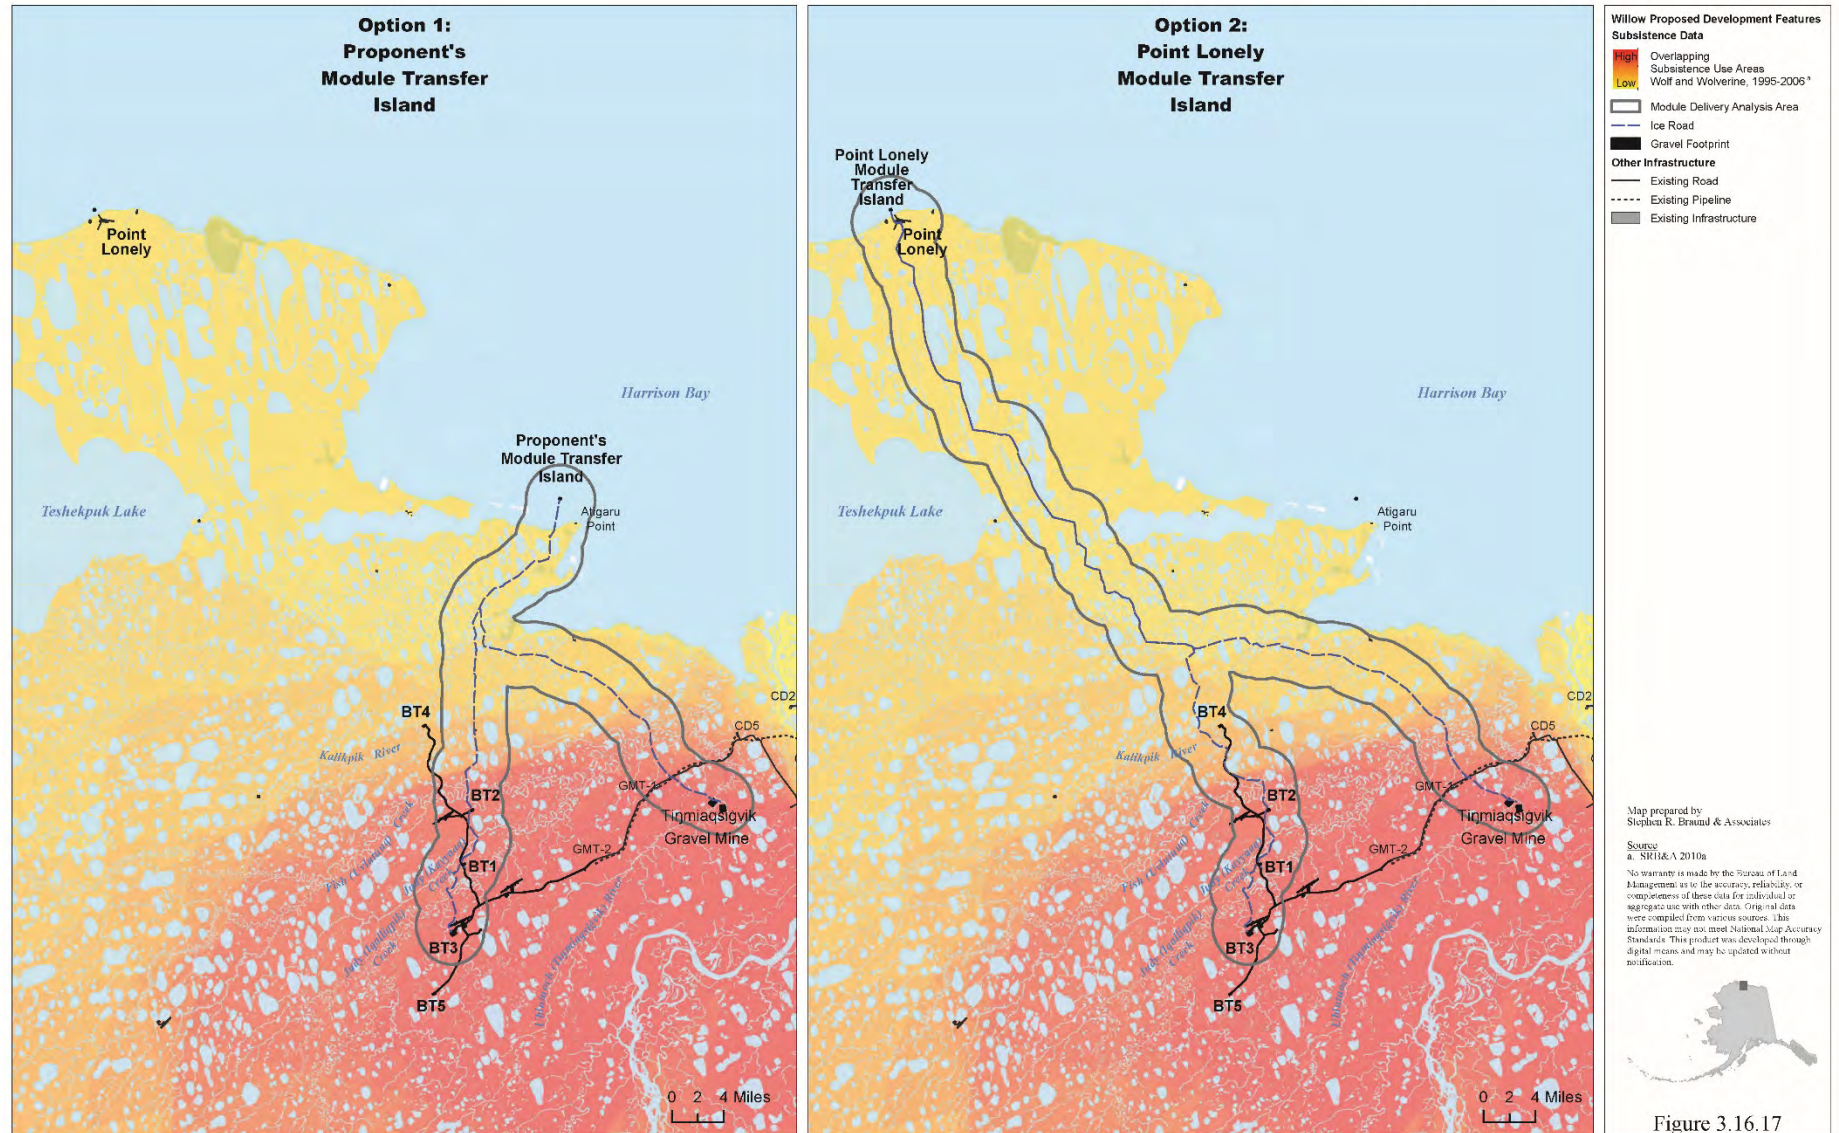 Option 1:
Proponent's
Module Transfer
Island
Point
Lonely
Harrison Bay
Proponent's
Module Transfer
Island
Teshekpuk Lake
Atigaru
Point
CD2
BT4
CD5
Kalikpik River
GMT-1
BT2
Tinmiaqsigvik
Gravel Mine
GMT-2
BT1
Creek
Creek
Creek
River
BT3
BT5
0 2 4 Miles
Option 2:
Point Lonely
Module Transfer
Island
Point Lonely
Module
Transfer
Island
Point
Lonely
Harrison Bay
Teshekpuk Lake
Atigaru
Point
CD2
BT4
CD5
Kalikpik River
GMT-1
BT2
Tinmiaqsigvik
Gravel Mine
GMT-2
BT1
Creek
Creek
Creek
River
BT3
BT5
0 2 4 Miles
Willow Proposed Development Features
Subsistence Data
High
Low
Overlapping
Subsistence Use Areas
Wolf and Wolverine, 1995-2006 a
Module Delivery Analysis Area
Ice Road
Gravel Footprint
Other Infrastructure
Existing Road
Existing Pipeline
Existing Infrastructure
Map prepared by
Stephen R. Braund & Associates
Source
a. SRB&A 2010a
No warranty is made by the Bureau of Land
Management as to the accuracy, reliability, or
completeness of these data for individual or
aggregate use with other data. Original data
were compiled from various sources. This
information may not meet National Map Accuracy
Standards. This product was developed through
digital means and may be updated without
notification.
Figure 3.16.17